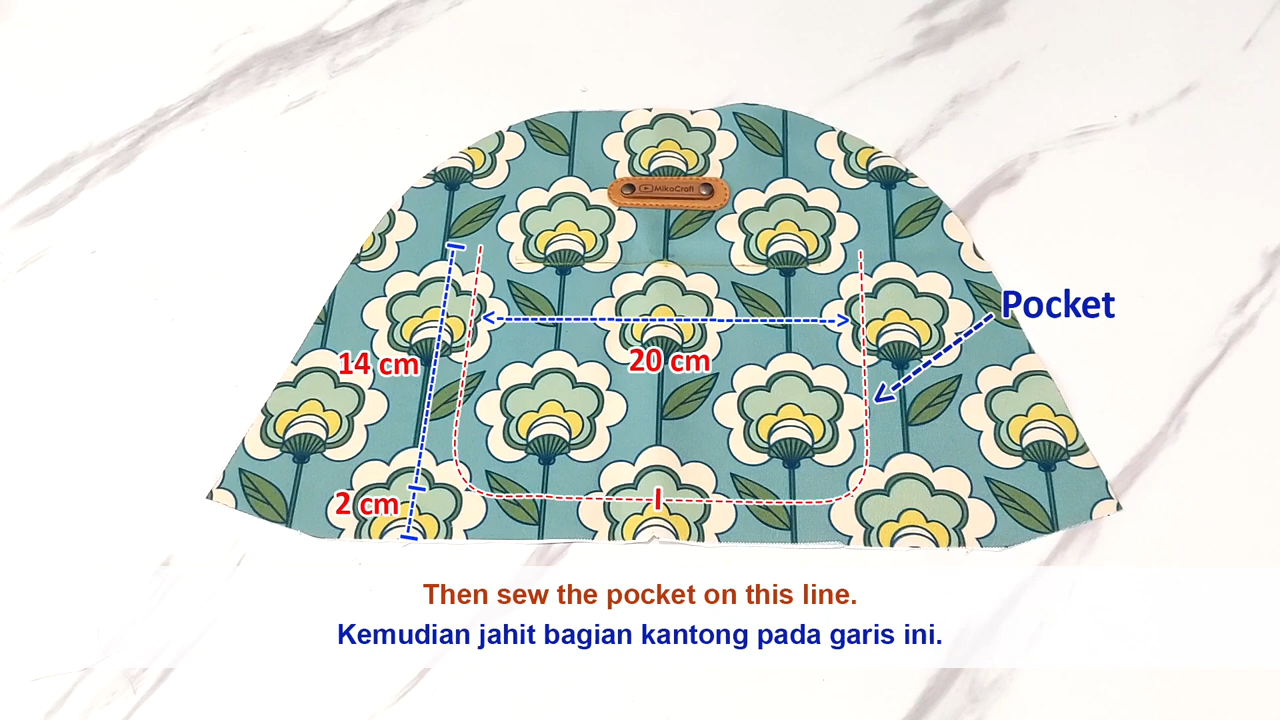 MikaCraft
Pocket
14 cm
20 cm
2 cm
Then sew the pocket on this line.
Kemudian jahit bagian kantong pada garis ini.